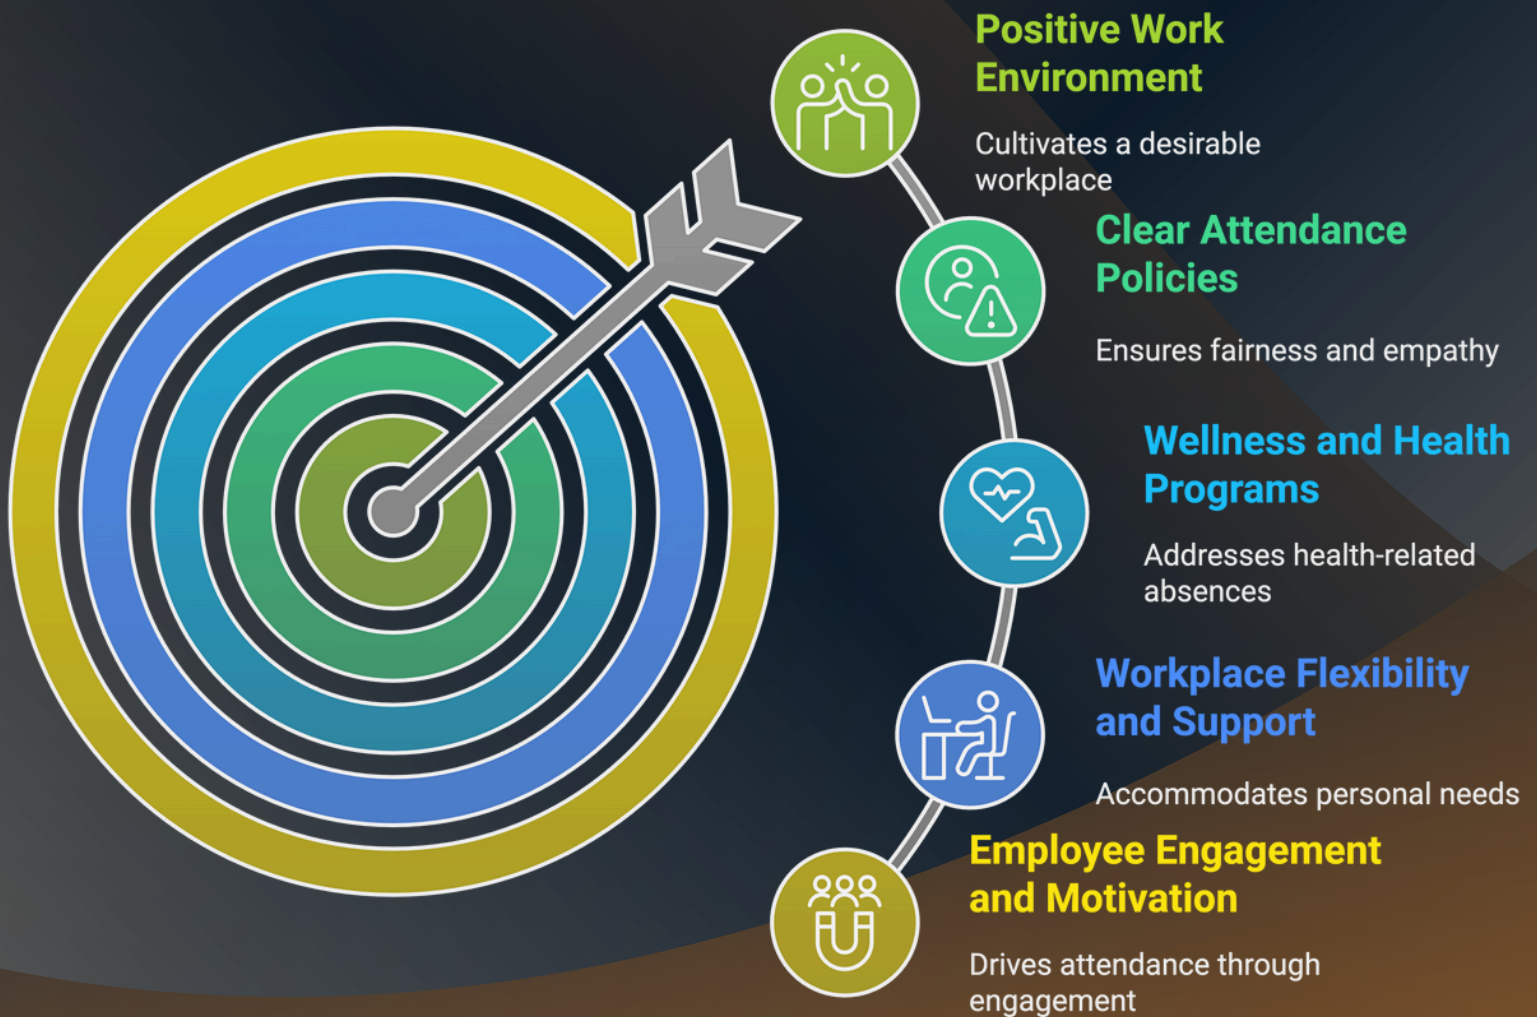 Positive Work
Environment
Cultivates a desirable
workplace
Clear Attendance
Policies
Ensures fairness and empathy
Wellness and Health
Programs
Addresses health-related
absences
Workplace Flexibility
and Support
Accommodates personal needs
Employee Engagement
and Motivation
Drives attendance through
engagement